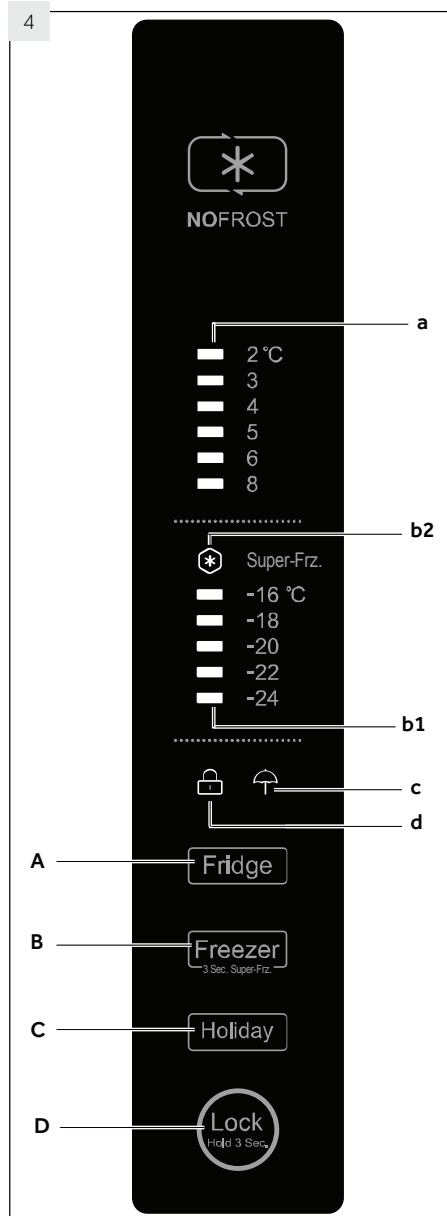 4
NOFROST
a
2 °C
3
4
5
6
8
b2
Super-Frz.
-16 °C
-18
-20
-22
-24
b1
c
d
A
Fridge
B
Freezer
3 Sec. Super-Frz.
C
Holiday
D
Lock
Hold 3 Sec.